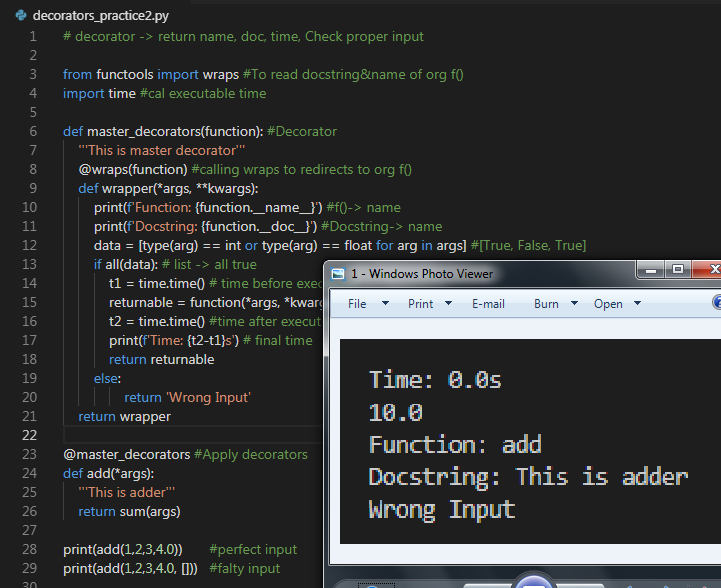 decorators_practice2.py
1 # decorator -> return name, doc, time, Check proper input
2
3 from functools import wraps #To read docstring&name of org f()
4 import time #cal executable time
5
6 def master_decorators(function): #Decorator
7 '''This is master decorator'''
8 @wraps(function) #calling wraps to redirects to org f()
9 def wrapper(*args, **kwargs):
10 print(f'Function: {function.__name__}') #f()-> name
11 print(f'Docstring: {function.__doc__}') #Docstring-> name
12 data = [type(arg) == int or type(arg) == float for arg in args] #[True, False, True]
13 if all(data): # list -> all true
14 t1 = time.time() # time before exec
15 returnable = function(*args, *kwarg
16 t2 = time.time() #time after execut
17 print(f'Time: {t2-t1}s') # final time
18 return returnable
19 else:
20 return 'Wrong Input'
21 return wrapper
22
23 @master_decorators #Apply decorators
24 def add(*args):
25 '''This is adder'''
26 return sum(args)
27
28 print(add(1,2,3,4.0)) #perfect input
29 print(add(1,2,3,4.0, [])) #falty input
30
1 - Windows Photo Viewer
File Print E-mail Burn Open
Time: 0.0s
10.0
Function: add
Docstring: This is adder
Wrong Input